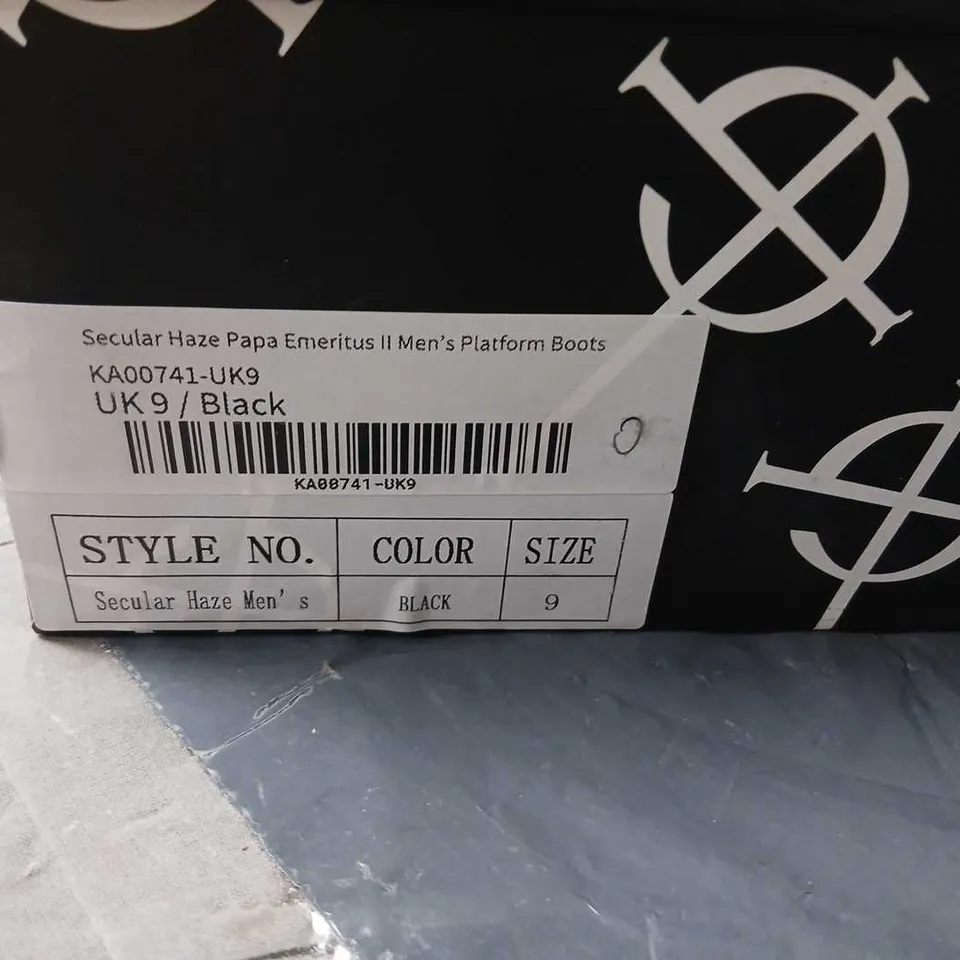 Secular Haze Papa Emeritus II Men's Platform Boots
KA00741-UK9
UK 9 / Black
KA00741-UK9
STYLE NO. COLOR SIZE
Secular Haze Men's BLACK 9